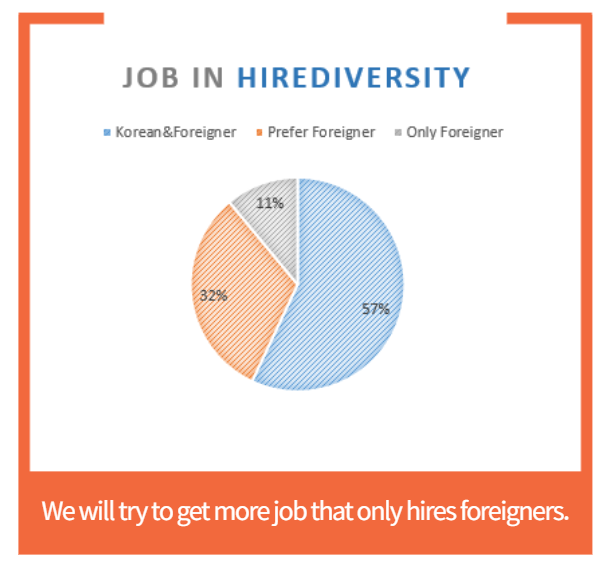 JOB IN HIREDIVERSITY
Korean&Foreigner Prefer Foreigner Only Foreigner
11%
32%
57%
We will try to get more job that only hires foreigners.